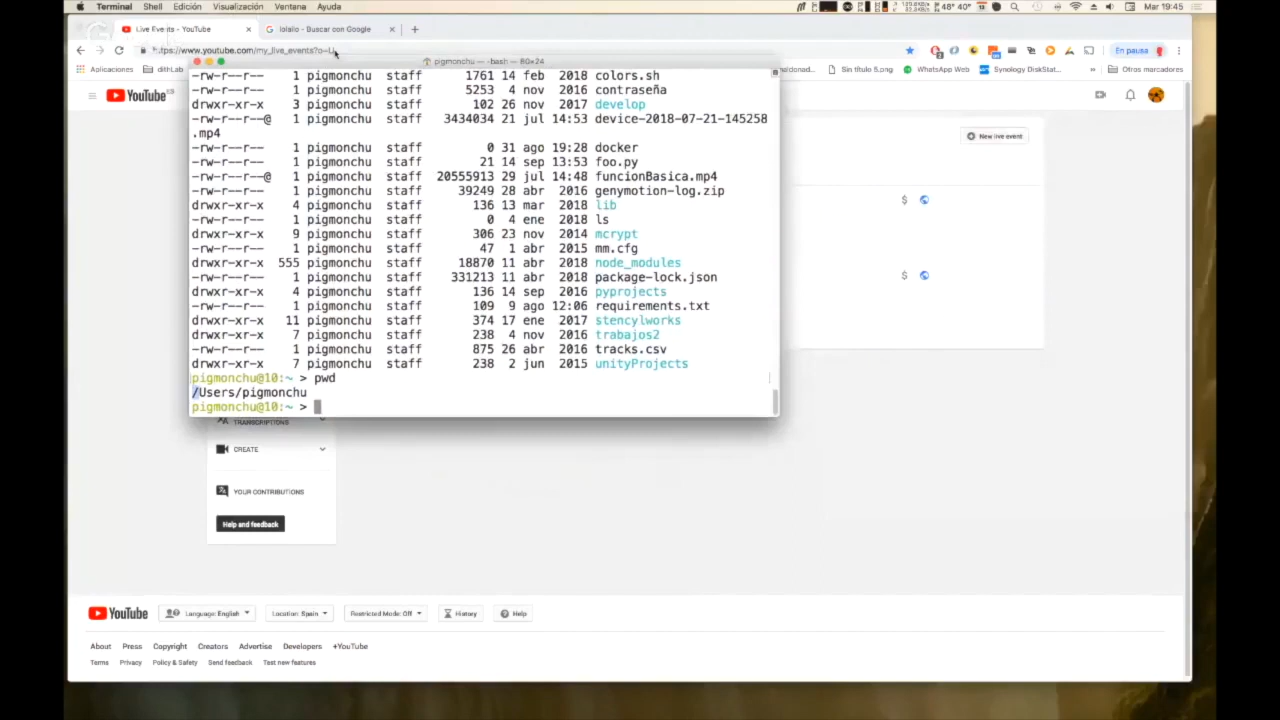 Terminal Shell Edición Visualización Ventana Ayuda 48° 40° Mar 19:45
Live Events - YouTube × lolailo - Buscar con Google × +
ttps://www.youtube.com/my_live_events?o=U En pausa
Aplicaciones dithLab Sin título 5.png WhatsApp Web Synology DiskStat... » Otros marcadores
pigmonchu — -bash — 80×24
YouTube ES
New live event
-rw-r--r-- 1 pigmonchu staff 1761 14 feb 2018 colors.sh
-rw-r--r-- 1 pigmonchu staff 5253 4 nov 2016 contraseña
drwxr-xr-x 3 pigmonchu staff 102 26 nov 2017 develop
-rw-r--r--@ 1 pigmonchu staff 3434034 21 jul 14:53 device-2018-07-21-145258
.mp4
-rw-r--r-- 1 pigmonchu staff 0 31 ago 19:28 docker
-rw-r--r-- 1 pigmonchu staff 21 14 sep 13:53 foo.py
-rw-r--r--@ 1 pigmonchu staff 20555913 29 jul 14:48 funcionBasica.mp4
-rw-r--r-- 1 pigmonchu staff 39249 28 abr 2016 genymotion-log.zip
drwxr-xr-x 4 pigmonchu staff 136 13 mar 2018 lib
-rw-r--r-- 1 pigmonchu staff 0 4 ene 2018 ls
drwxr-xr-x 9 pigmonchu staff 306 23 nov 2014 mcrypt
-rw-r--r-- 1 pigmonchu staff 47 1 abr 2015 mm.cfg
drwxr-xr-x 555 pigmonchu staff 18870 11 abr 2018 node_modules
-rw-r--r-- 1 pigmonchu staff 331213 11 abr 2018 package-lock.json
drwxr-xr-x 4 pigmonchu staff 136 14 sep 2016 pyprojects
-rw-r--r-- 1 pigmonchu staff 109 9 ago 12:06 requirements.txt
drwxr-xr-x 11 pigmonchu staff 374 17 ene 2017 stencylworks
drwxr-xr-x 7 pigmonchu staff 238 4 nov 2016 trabajos2
-rw-r--r-- 1 pigmonchu staff 875 26 abr 2016 tracks.csv
drwxr-xr-x 7 pigmonchu staff 238 2 jun 2015 unityProjects
pigmonchu@10:~ > pwd
/Users/pigmonchu
pigmonchu@10:~ >
TRANSCRIPTIONS
CREATE
YOUR CONTRIBUTIONS
Help and feedback
YouTube Language: English Location: Spain Restricted Mode: Off History Help
About Press Copyright Creators Advertise Developers +YouTube
Terms Privacy Policy & Safety Send feedback Test new features